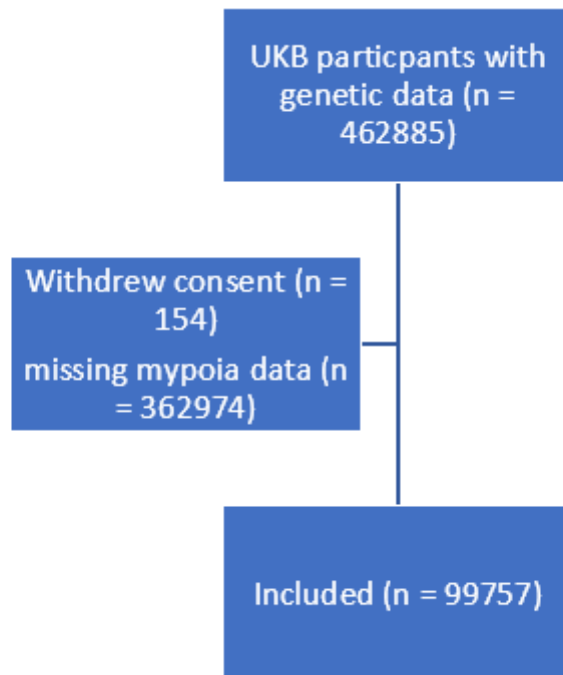 UKB particpants with
genetic data (n =
462885)
Withdrew consent (n =
154)
missing mypoia data (n
= 362974)
Included (n = 99757)